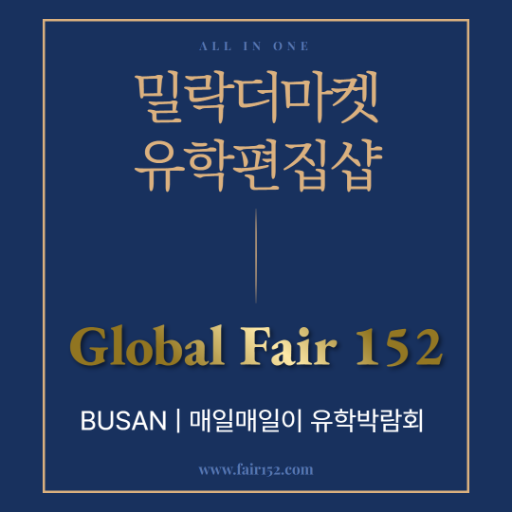 ALL IN ONE
밀락더마켓
유학편집샵
Global Fair 152
BUSAN | 매일매일이 유학박람회
www.fair152.com